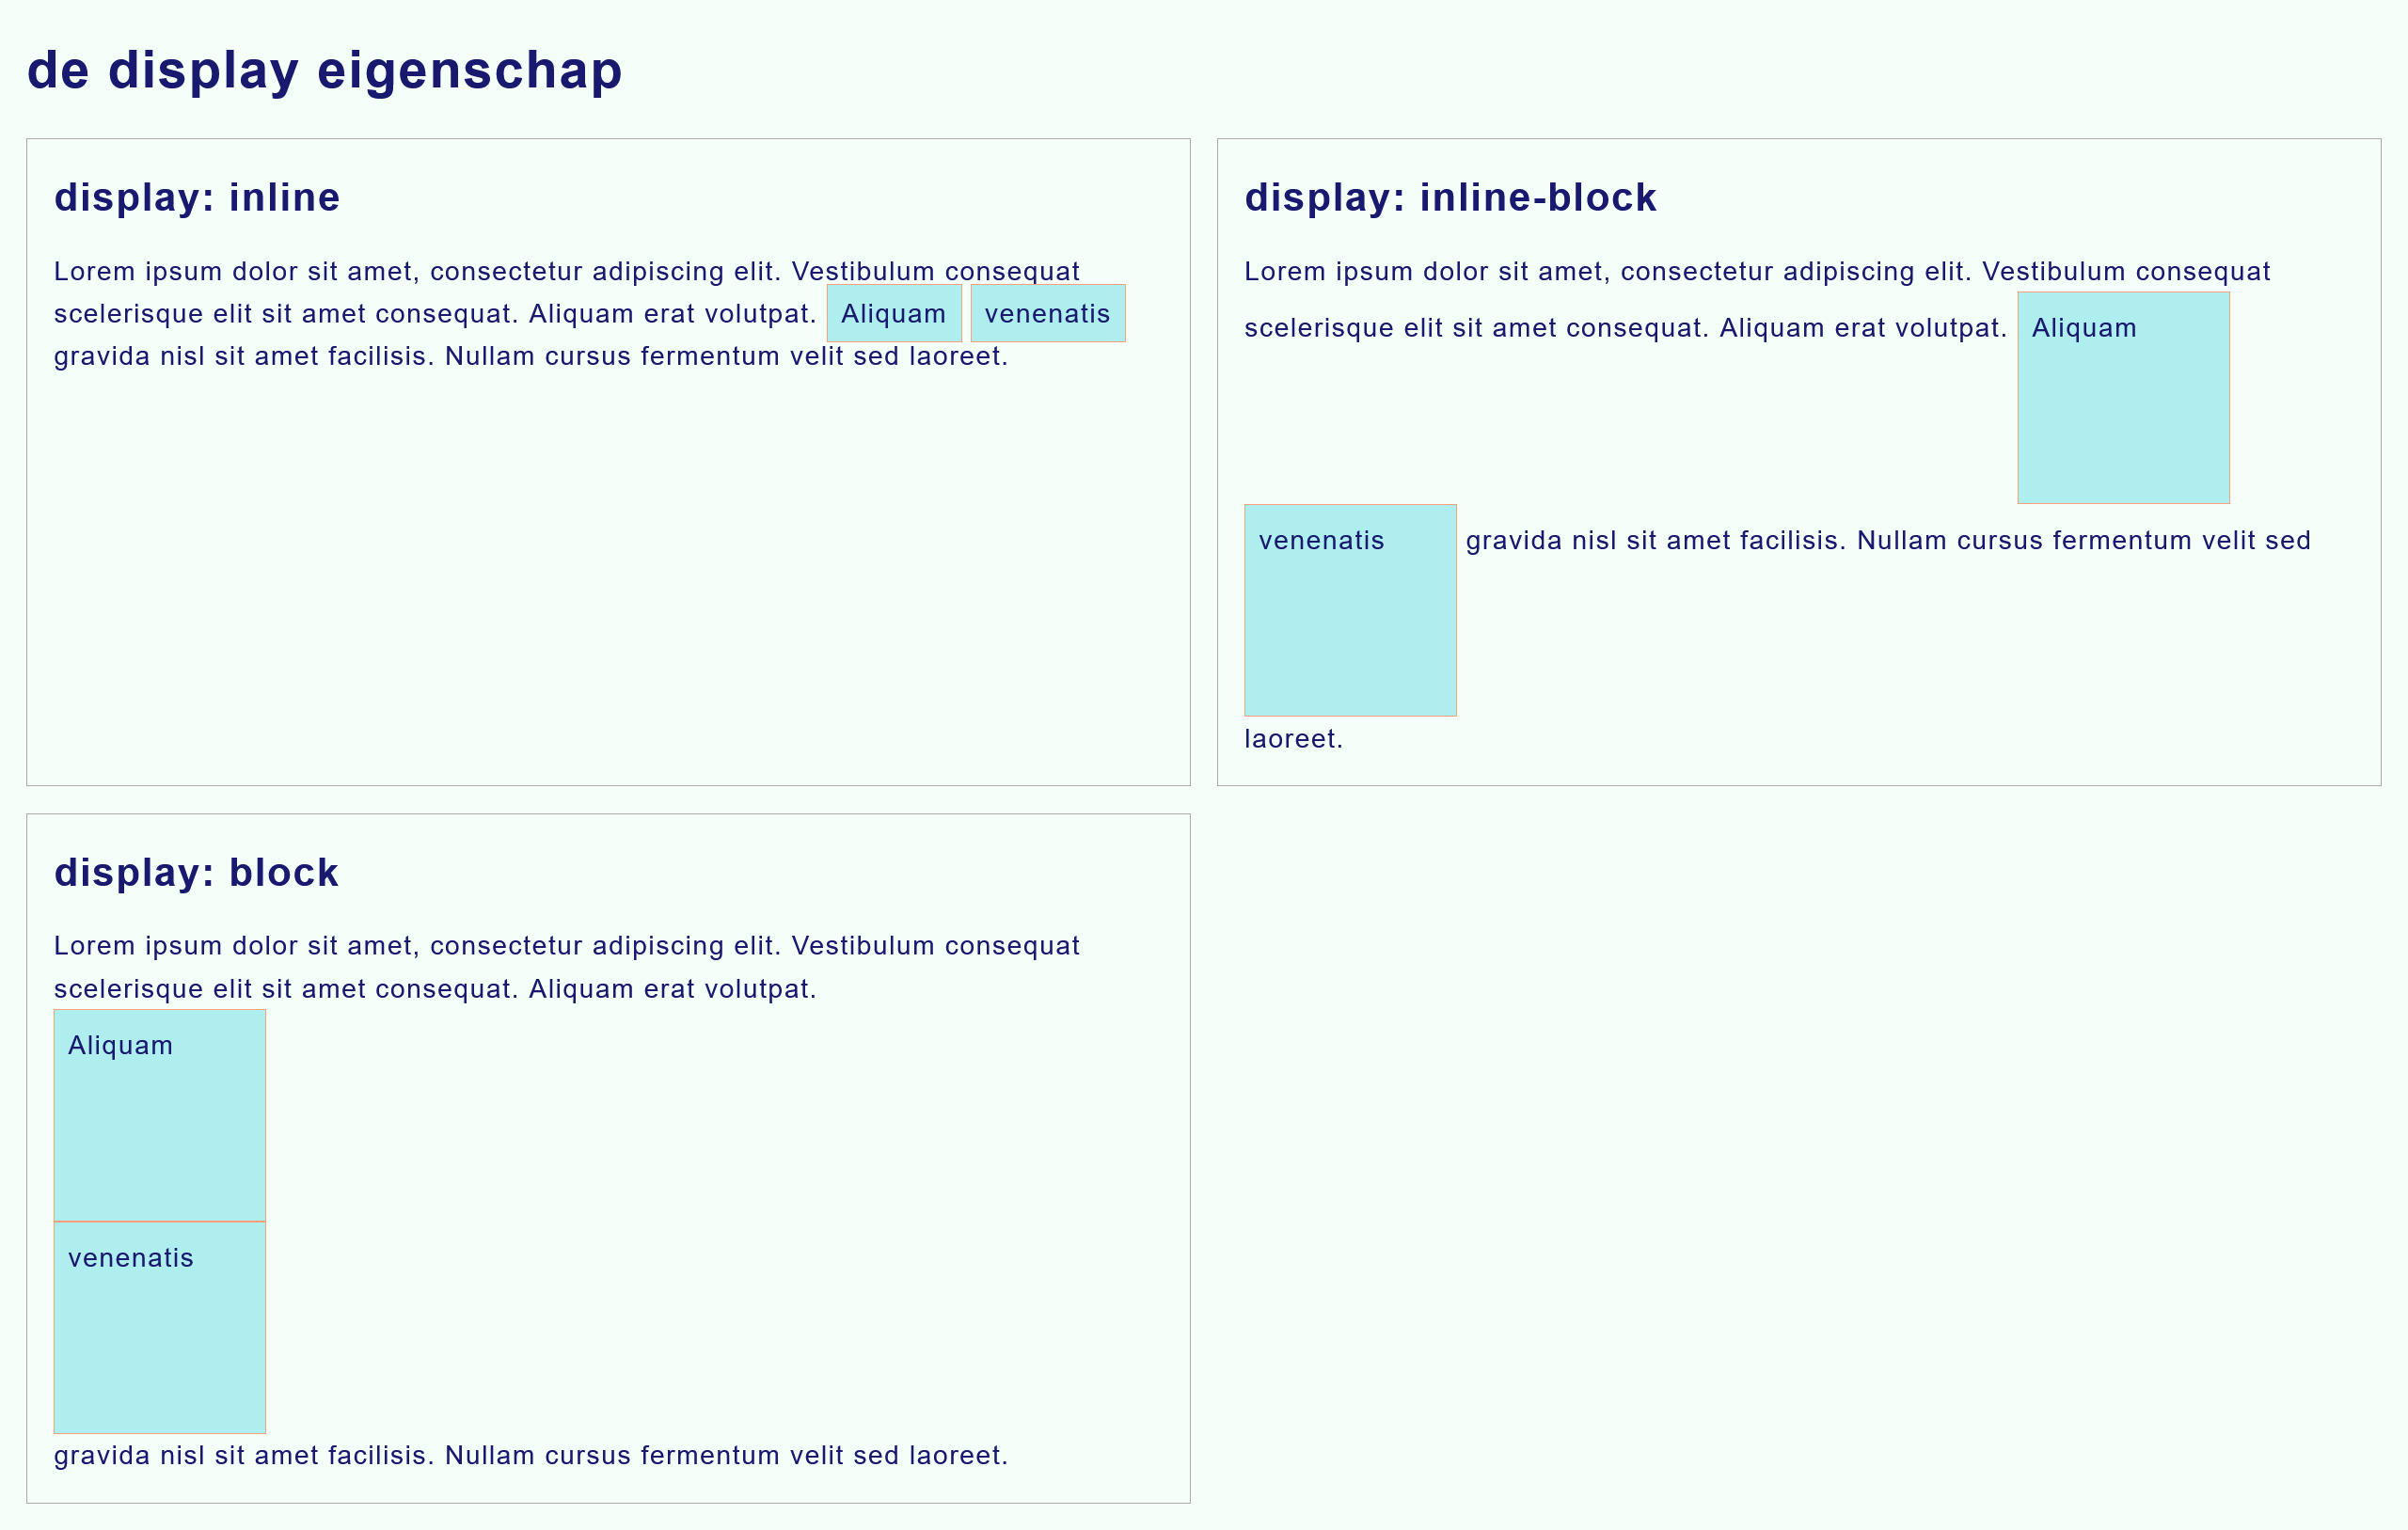 de display eigenschap
display: inline
Lorem ipsum dolor sit amet, consectetur adipiscing elit. Vestibulum consequat
scelerisque elit sit amet consequat. Aliquam erat volutpat. Aliquam venenatis
gravida nisl sit amet facilisis. Nullam cursus fermentum velit sed laoreet.
display: inline-block
Lorem ipsum dolor sit amet, consectetur adipiscing elit. Vestibulum consequat
scelerisque elit sit amet consequat. Aliquam erat volutpat. Aliquam
venenatis gravida nisl sit amet facilisis. Nullam cursus fermentum velit sed
laoreet.
display: block
Lorem ipsum dolor sit amet, consectetur adipiscing elit. Vestibulum consequat
scelerisque elit sit amet consequat. Aliquam erat volutpat.
Aliquam
venenatis
gravida nisl sit amet facilisis. Nullam cursus fermentum velit sed laoreet.